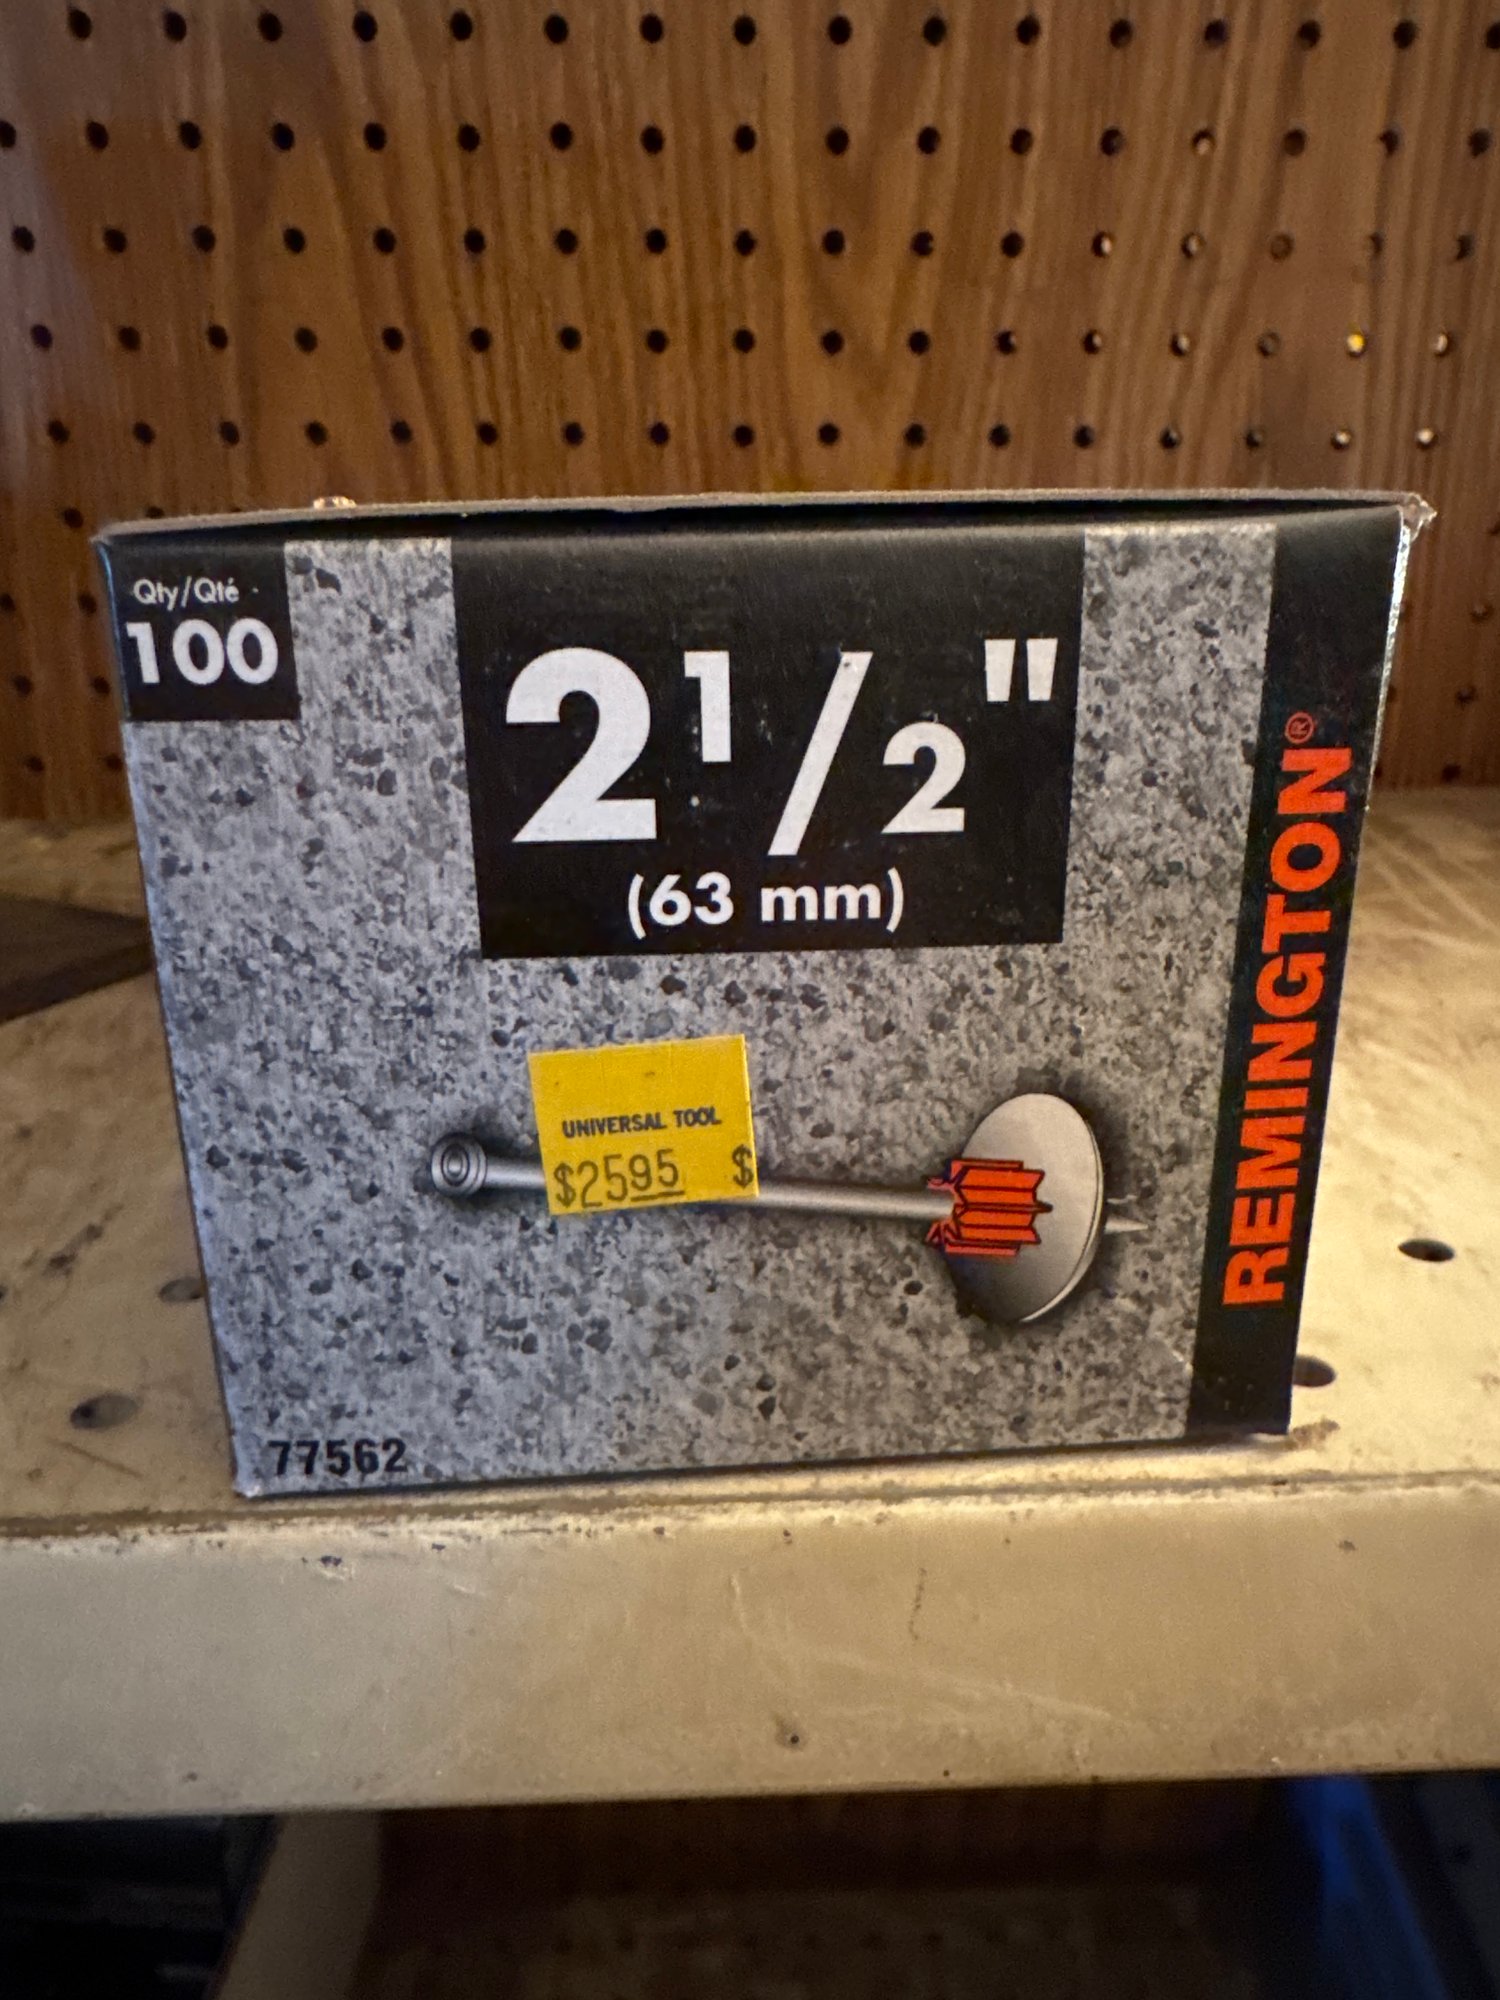 Qty/Qté
100
2 1/2"
(63 mm)
REMINGTON®
UNIVERSAL TOOL
$2595 $
77562